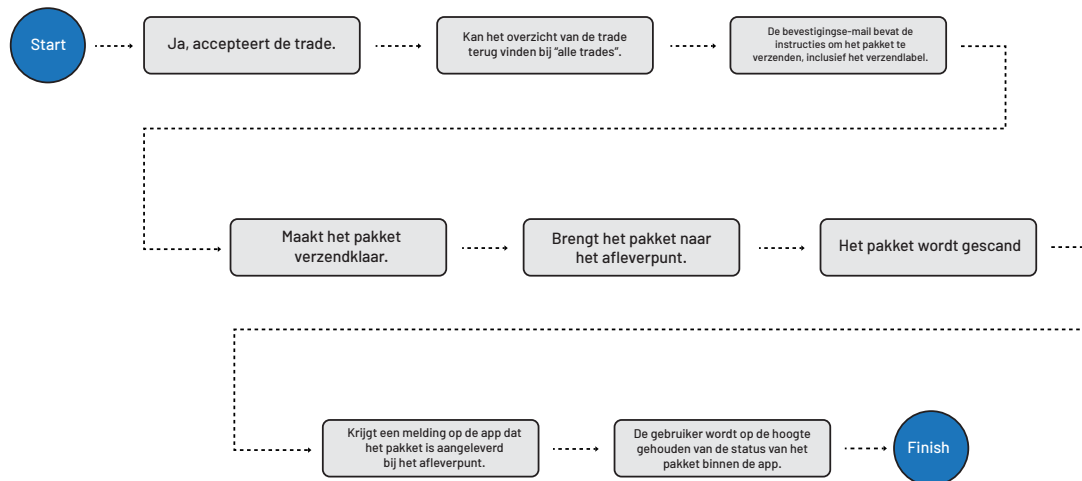 Start
Ja, accepteert de trade.
Kan het overzicht van de trade
terug vinden bij "alle trades".
De bevestigingse-mail bevat de
instructies om het pakket te
verzenden, inclusief het verzendlabel.
Maakt het pakket
verzendklaar.
Brengt het pakket naar
het afleverpunt.
Het pakket wordt gescand
Krijgt een melding op de app dat
het pakket is aangeleverd
bij het afleverpunt.
De gebruiker wordt op de hoogte
gehouden van de status van het
pakket binnen de app.
Finish